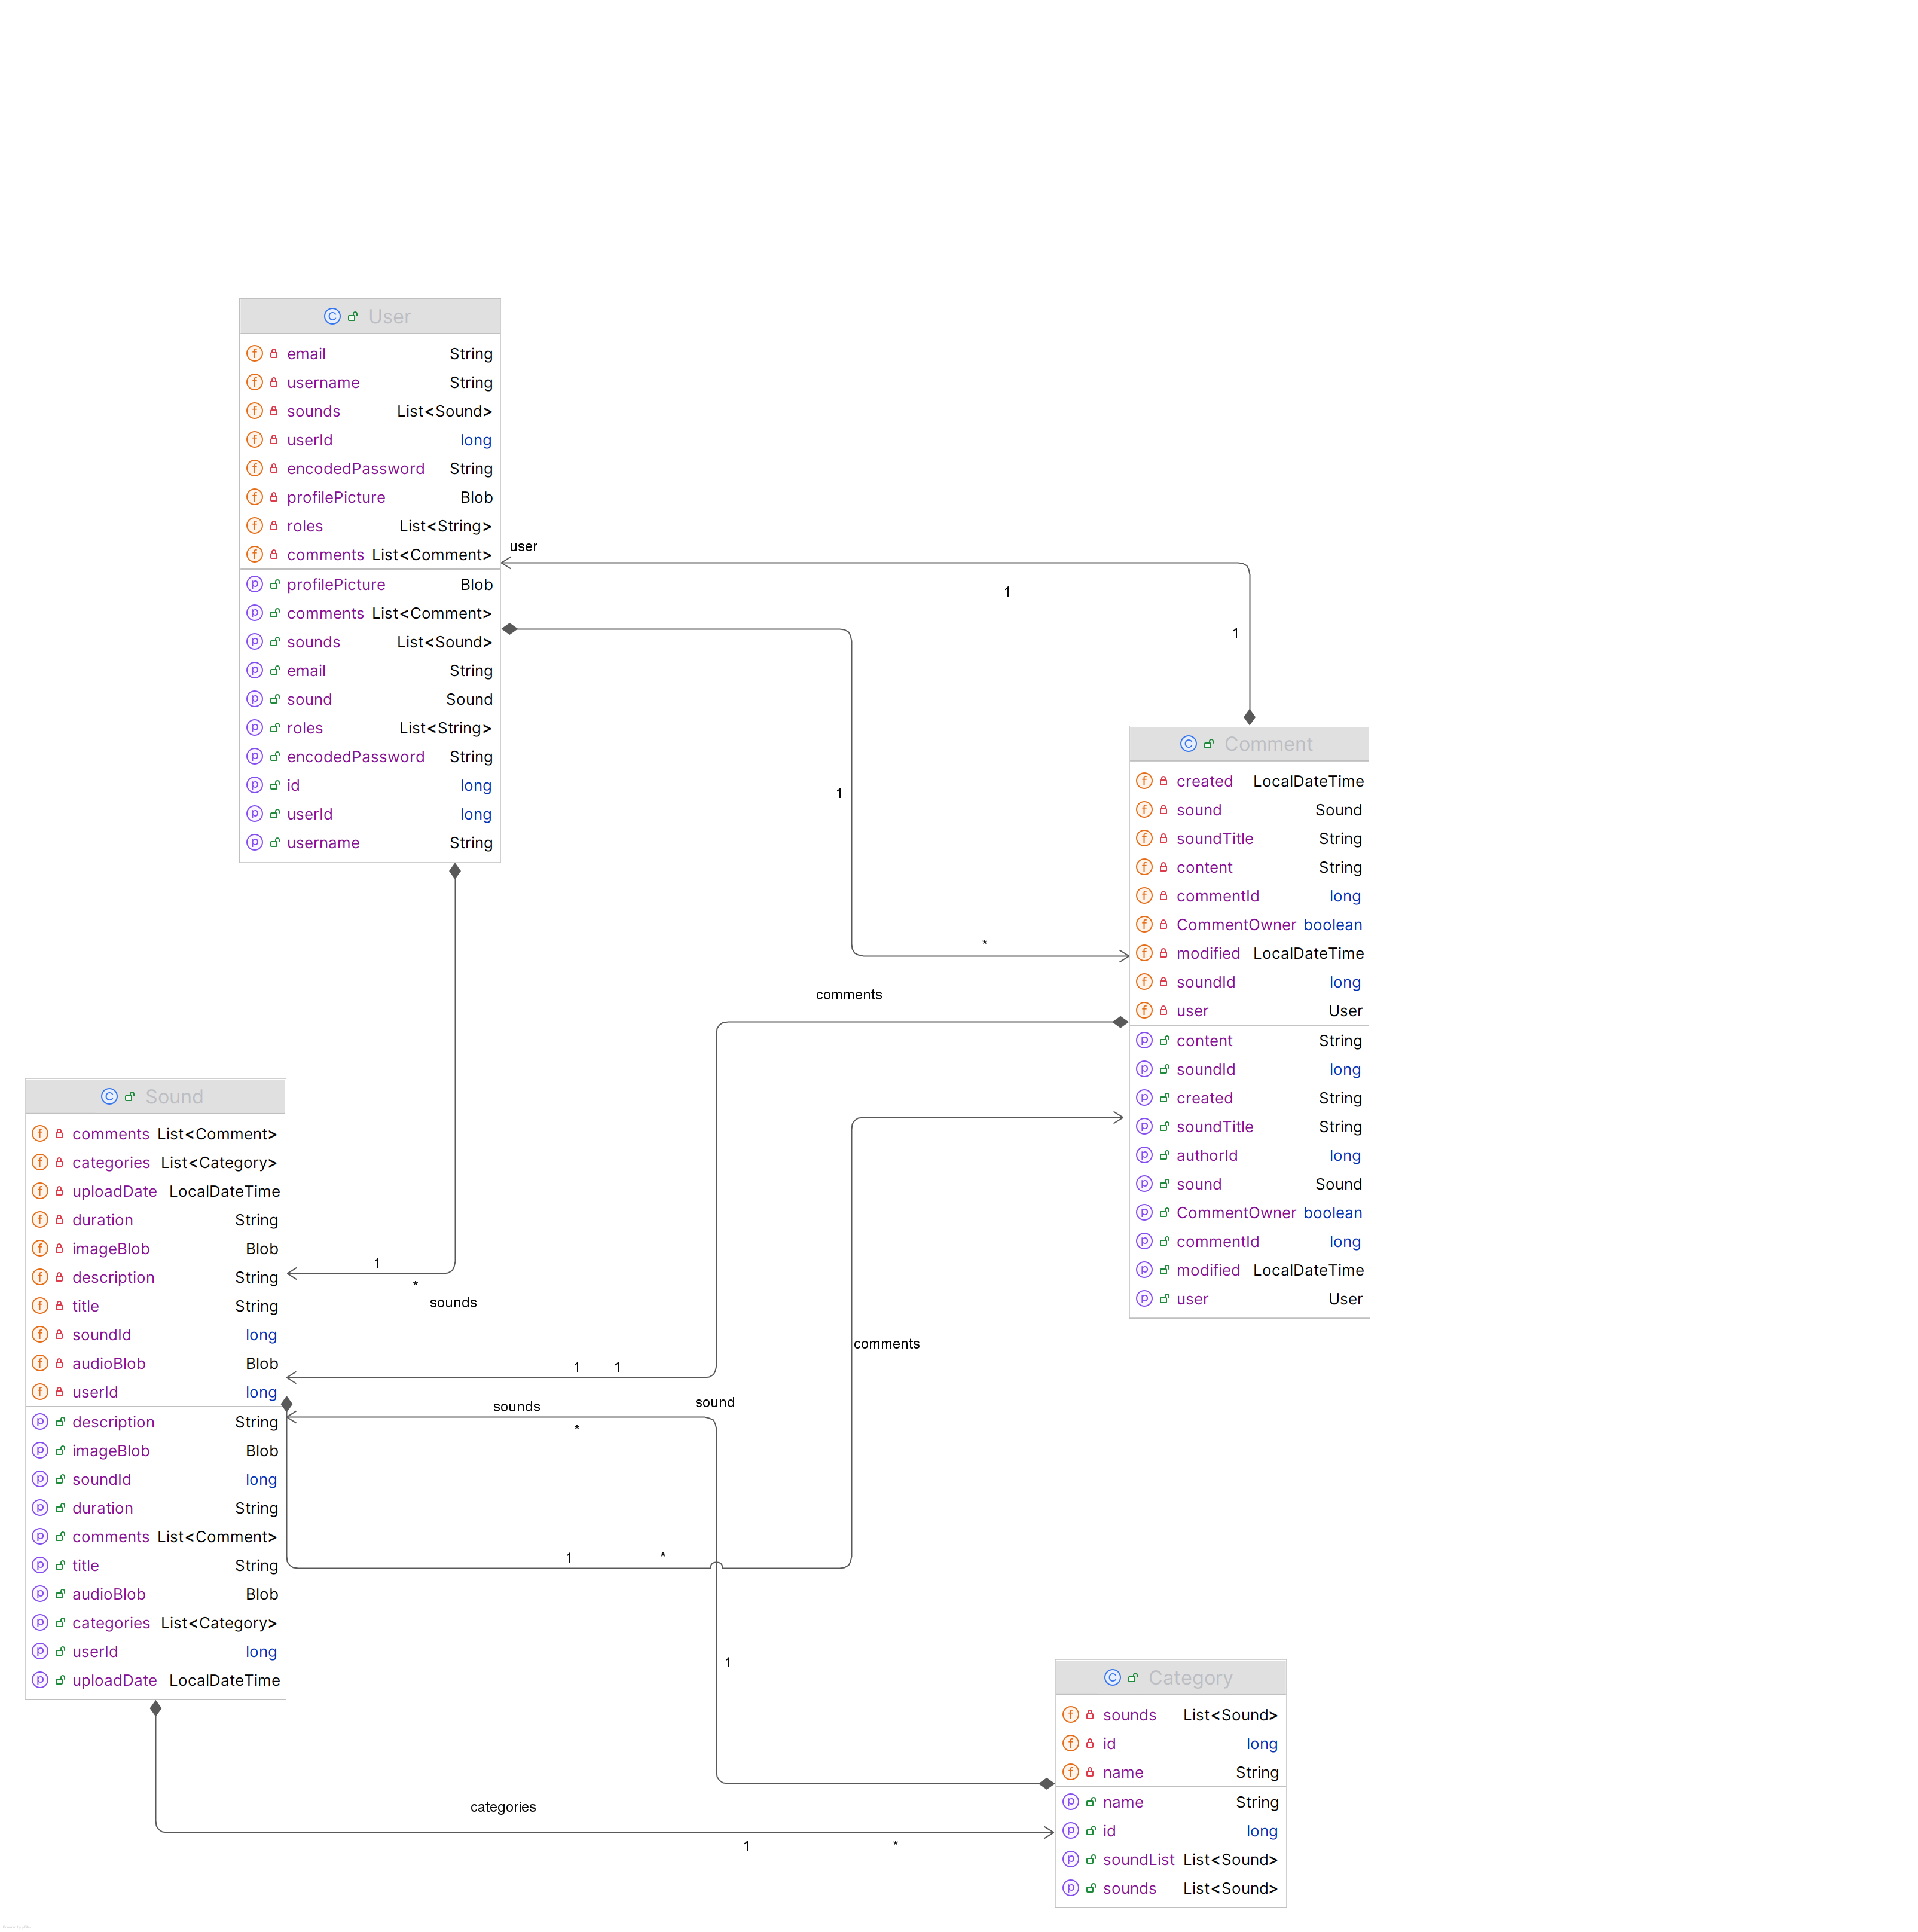 User
email String
username String
sounds List<Sound>
userId long
encodedPassword String
profilePicture Blob
roles List<String>
comments List<Comment>
profilePicture Blob
comments List<Comment>
sounds List<Sound>
email String
sound Sound
roles List<String>
encodedPassword String
id long
userId long
username String
user
1
1
1
*
comments
Comment
created LocalDateTime
sound Sound
soundTitle String
content String
commentId long
CommentOwner boolean
modified LocalDateTime
soundId long
user User
content String
soundId long
created String
soundTitle String
authorId long
sound Sound
CommentOwner boolean
commentId long
modified LocalDateTime
user User
Sound
comments List<Comment>
categories List<Category>
uploadDate LocalDateTime
duration String
imageBlob Blob
description String
title String
soundId long
audioBlob Blob
userId long
description String
imageBlob Blob
soundId long
duration String
comments List<Comment>
title String
audioBlob Blob
categories List<Category>
userId long
uploadDate LocalDateTime
1
*
sounds
comments
1 1
sounds
sound
*
1 *
1
categories
1 *
Category
sounds List<Sound>
id long
name String
name String
id long
soundList List<Sound>
sounds List<Sound>